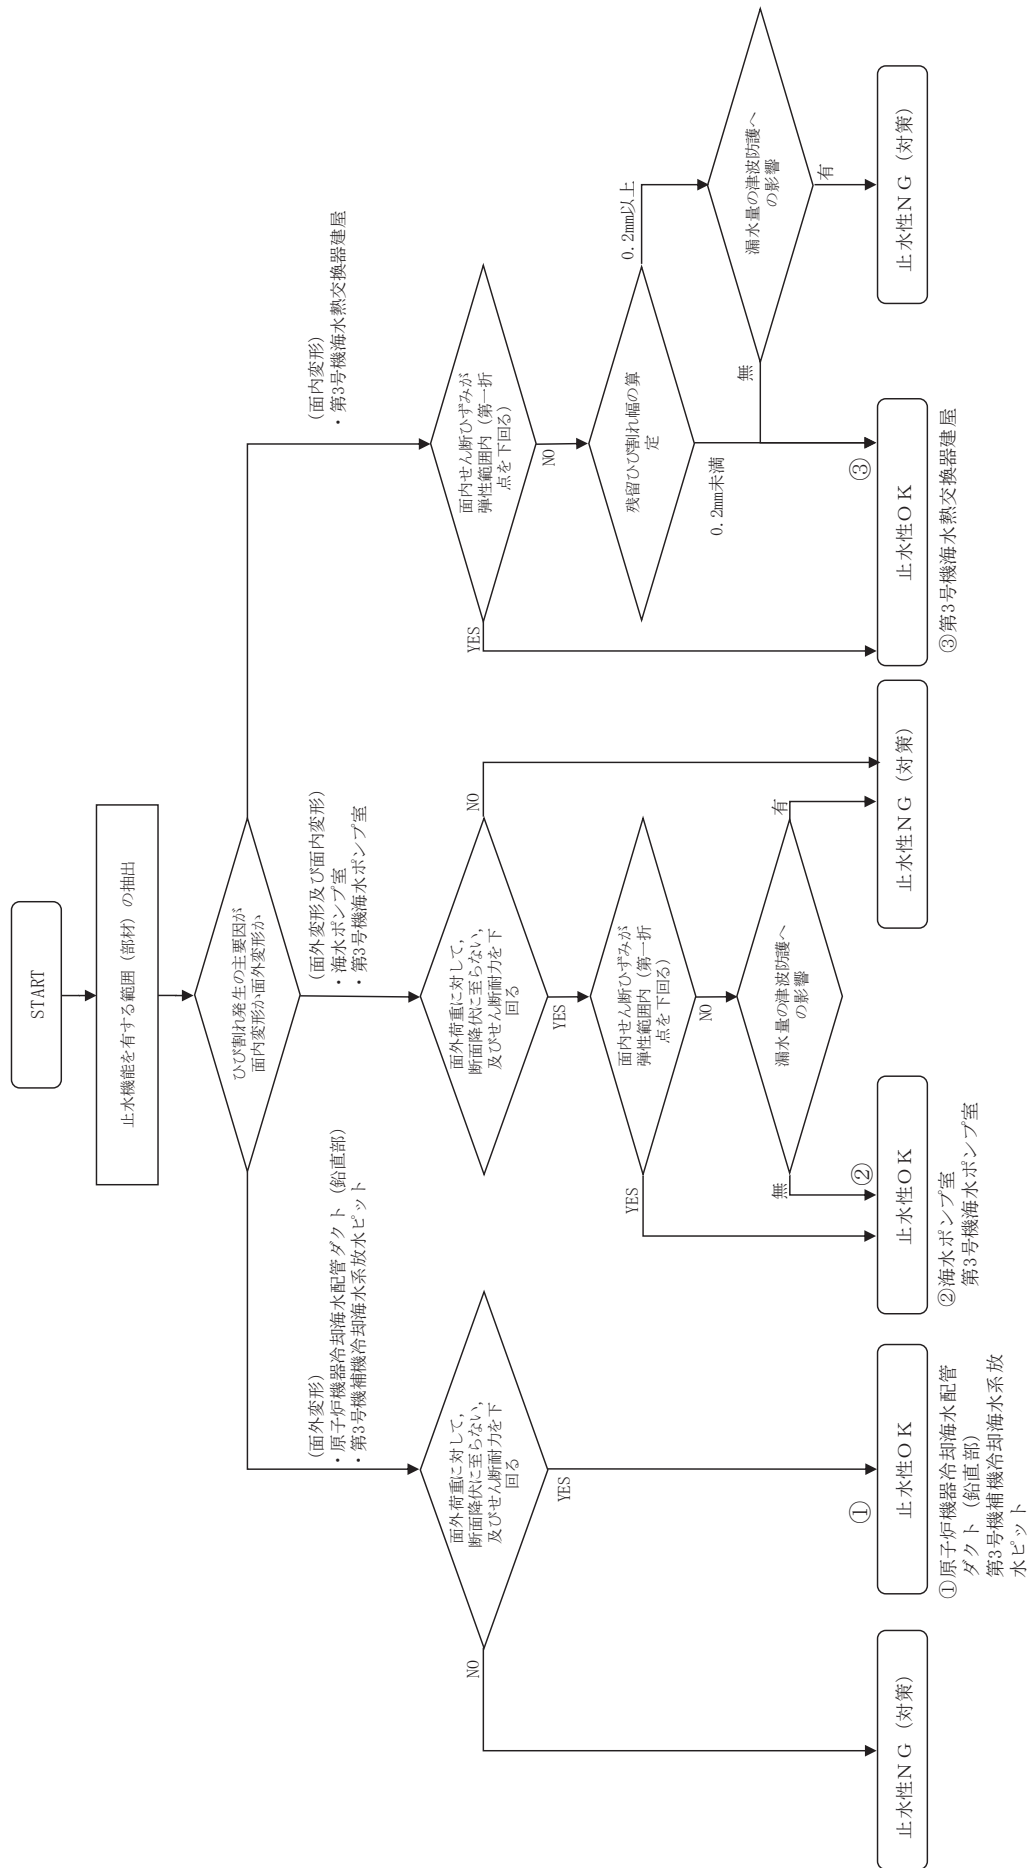 START
止水機能を有する範囲（部材）の抽出
ひび割れ発生の主要因が
面内変形か面外変形か
(面外変形)
・原子炉機器冷却海水配管ダクト（鉛直部）
・第3号機補機冷却海水系放水ピット
面外荷重に対して，
断面降伏に至らない，
及びせん断耐力を下
回る
NO
YES
止水性ＮＧ（対策）
①
止水性ＯＫ
①原子炉機器冷却海水配管
ダクト（鉛直部）
第3号機補機冷却海水系放
水ピット
(面外変形及び面内変形)
・海水ポンプ室
・第3号機海水ポンプ室
面外荷重に対して，
断面降伏に至らない，
及びせん断耐力を下
回る
NO
YES
面内せん断ひずみが
弾性範囲内（第一折
点を下回る）
YES
NO
漏水量の津波防護へ
の影響
無
有
②
止水性ＯＫ
②海水ポンプ室
第3号機海水ポンプ室
止水性ＮＧ（対策）
(面内変形)
・第3号機海水熱交換器建屋
面内せん断ひずみが
弾性範囲内（第一折
点を下回る）
YES
NO
残留ひび割れ幅の算
定
0.2mm以上
0.2mm未満
漏水量の津波防護へ
の影響
無
有
③
止水性ＯＫ
③第3号機海水熱交換器建屋
止水性ＮＧ（対策）